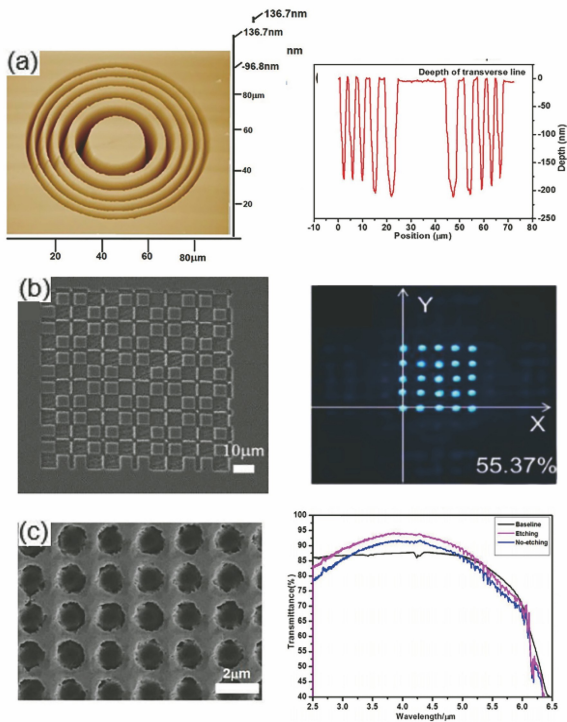 136.7nm
136.7nm
nm
(a)
-96.8nm
80μm
60
40
20
20 40 60 80μm
Deepth of transverse line
0
-50
-100
-150
-200
-250
Depth (nm)
-10 0 10 20 30 40 50 60 70 80
Position (μm)
(b)
10μm
Y
X
55.37%
(c)
2μm
100
95
90
85
80
75
70
65
60
55
50
45
40
Transmittance(%)
Baseline
Etching
No-etching
2.5 3.0 3.5 4.0 4.5 5.0 5.5 6.0 6.5
Wavelength/μm